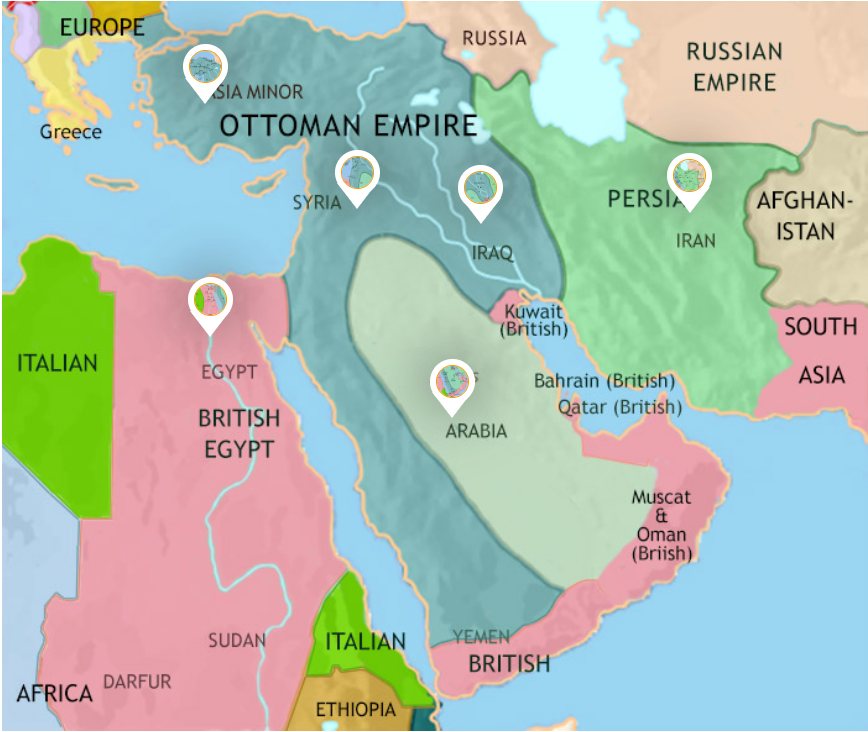 EUROPE
RUSSIA
RUSSIAN
EMPIRE
ASIA MINOR
OTTOMAN EMPIRE
Greece
SYRIA
PERSIA
AFGHAN-
ISTAN
IRAN
IRAQ
Kuwait
(British)
SOUTH
ASIA
ITALIAN
EGYPT
Bahrain (British)
Qatar (British)
BRITISH
EGYPT
ARABIA
Muscat
&
Oman
(Briish)
SUDAN
ITALIAN
YEMEN
BRITISH
AFRICA
DARFUR
ETHIOPIA